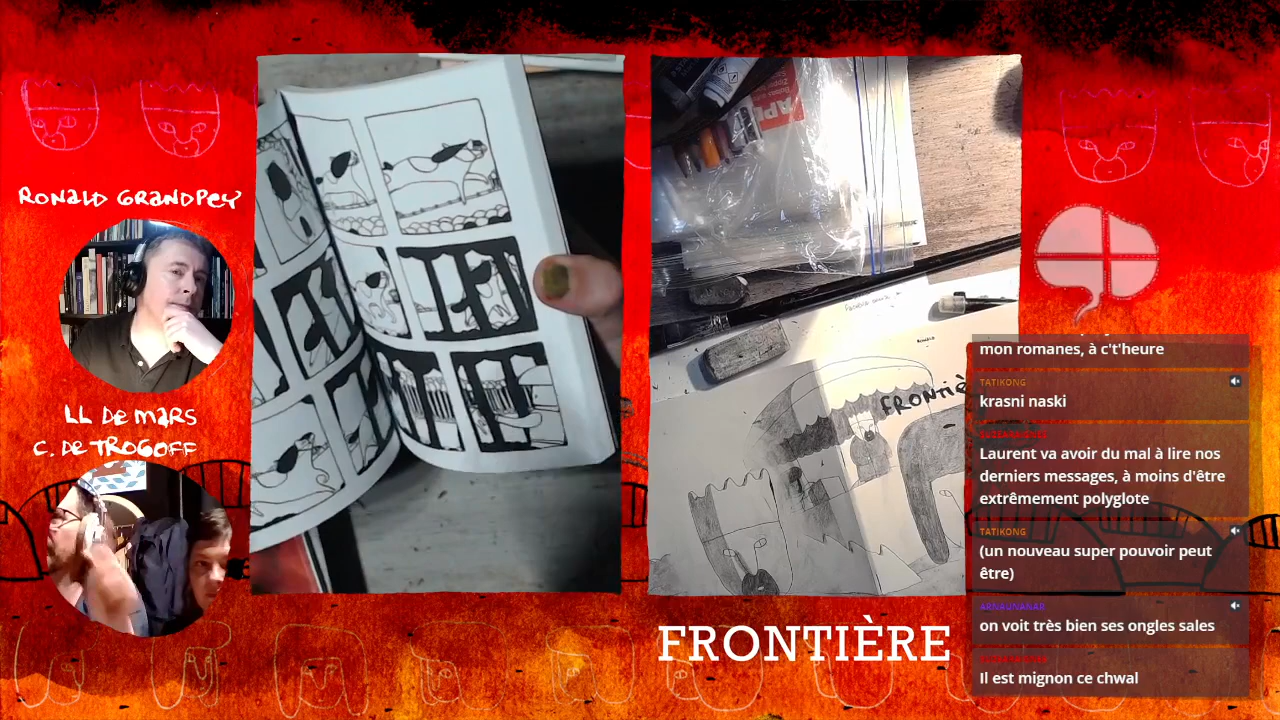 RONALD GRANDPEY
LL DE MARS
C. DE TROGOFF
FRONTIÈ
FRONTIÈRE
mon romanes, à c't'heure
TATIKONG
krasni naski
Laurent va avoir du mal à lire nos
derniers messages, à moins d'être
extrêmement polyglote
TATIKONG
(un nouveau super pouvoir peut
être)
ARNAUNANAR
on voit très bien ses ongles sales
Il est mignon ce chwal